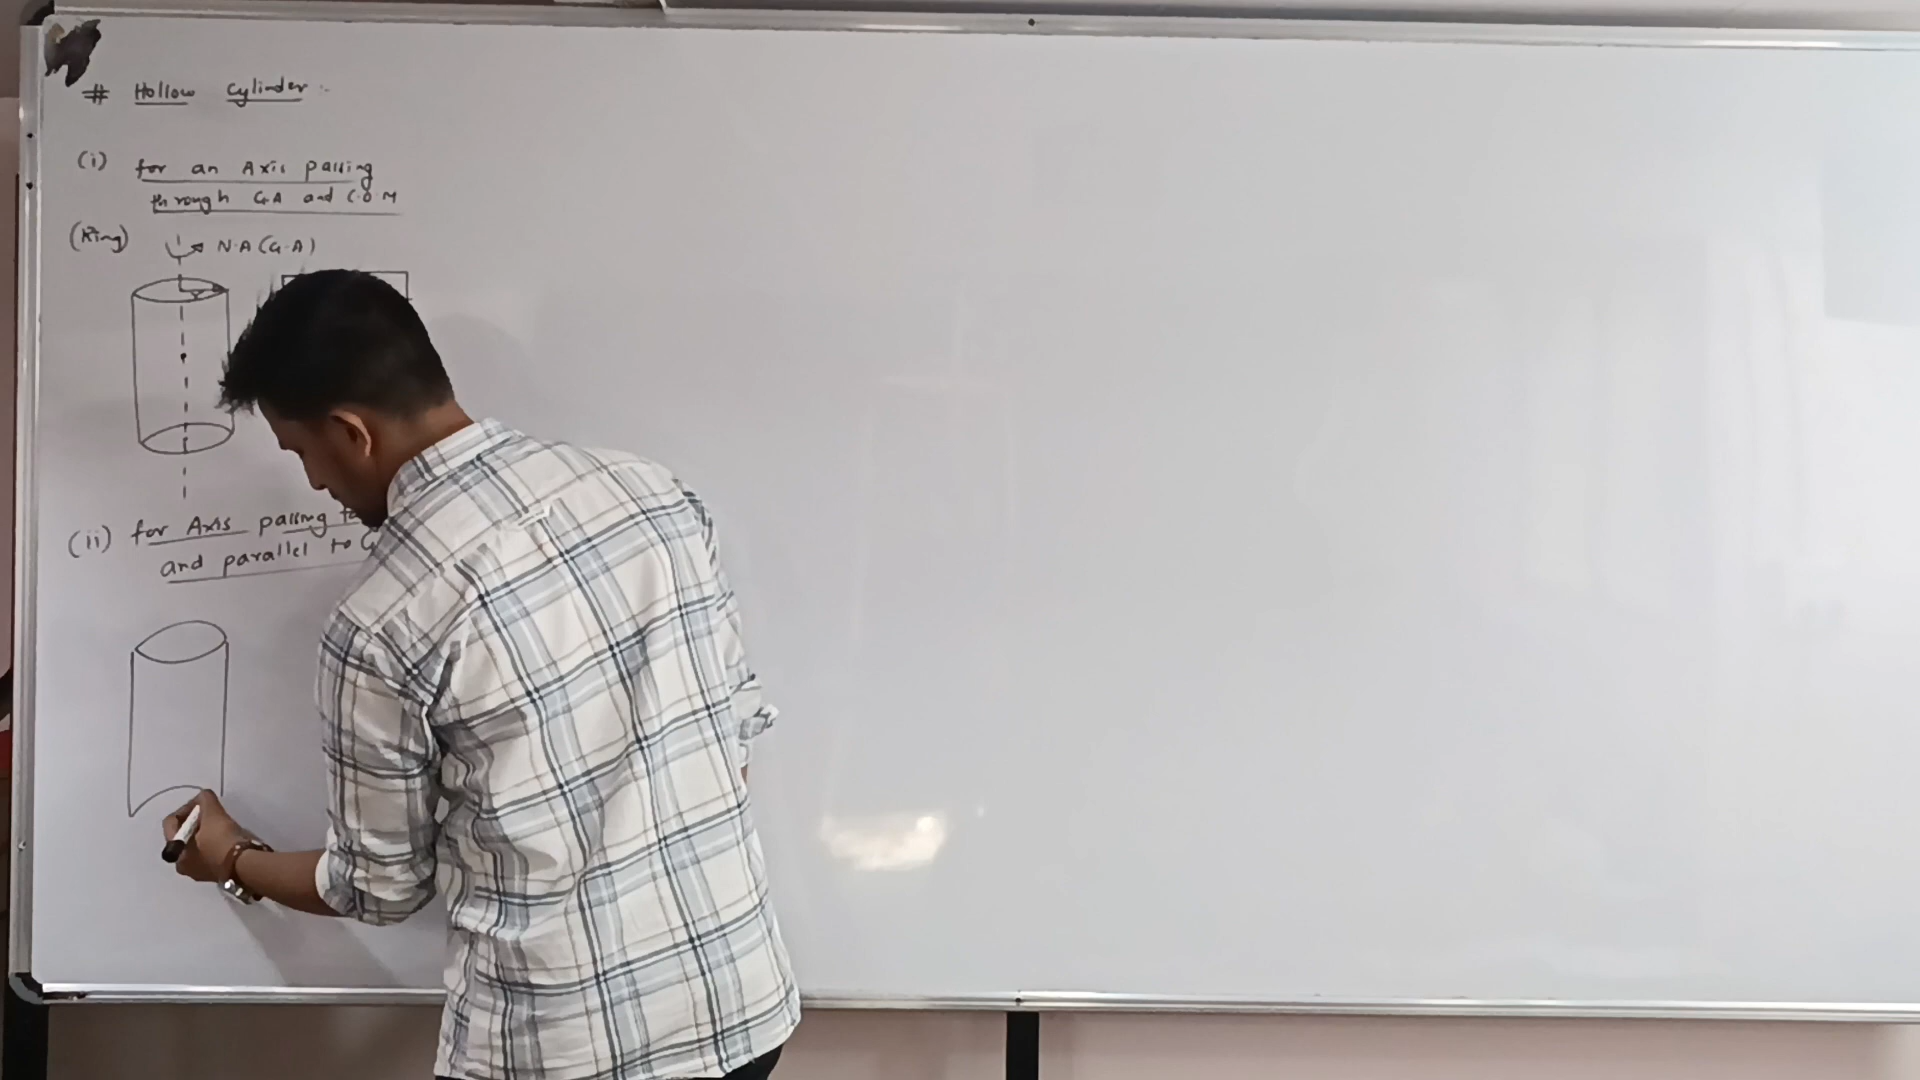 # Hollow Cylinder :-
(i) for an Axis passing
through G.A and C.O.M
(Ring)
N.A (G.A)
r
(ii) for Axis passing
and parallel to G